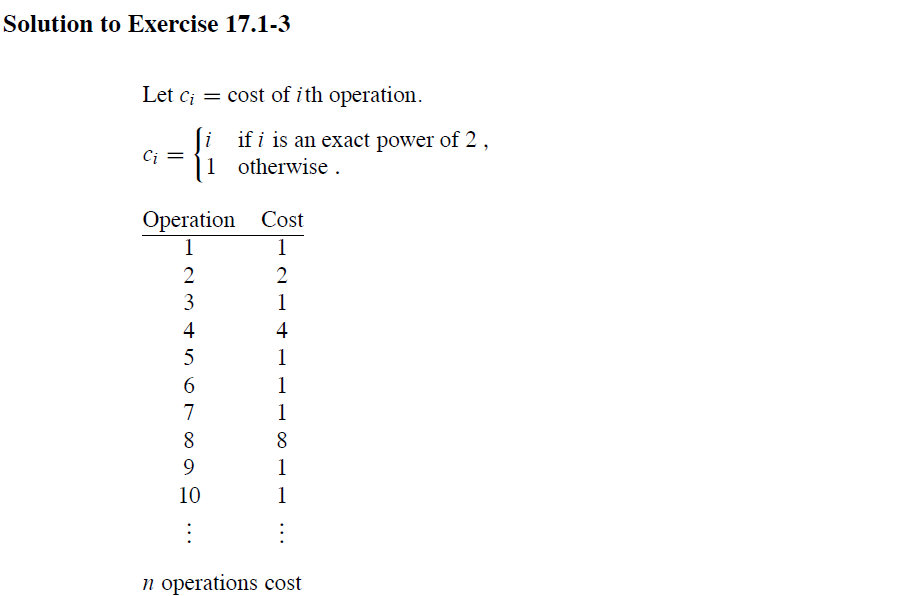 Solution to Exercise 17.1-3
Let cᵢ = cost of ith operation.
cᵢ = { i if i is an exact power of 2 ,
1 otherwise .
Operation Cost
1 1
2 2
3 1
4 4
5 1
6 1
7 1
8 8
9 1
10 1
⋮ ⋮
n operations cost